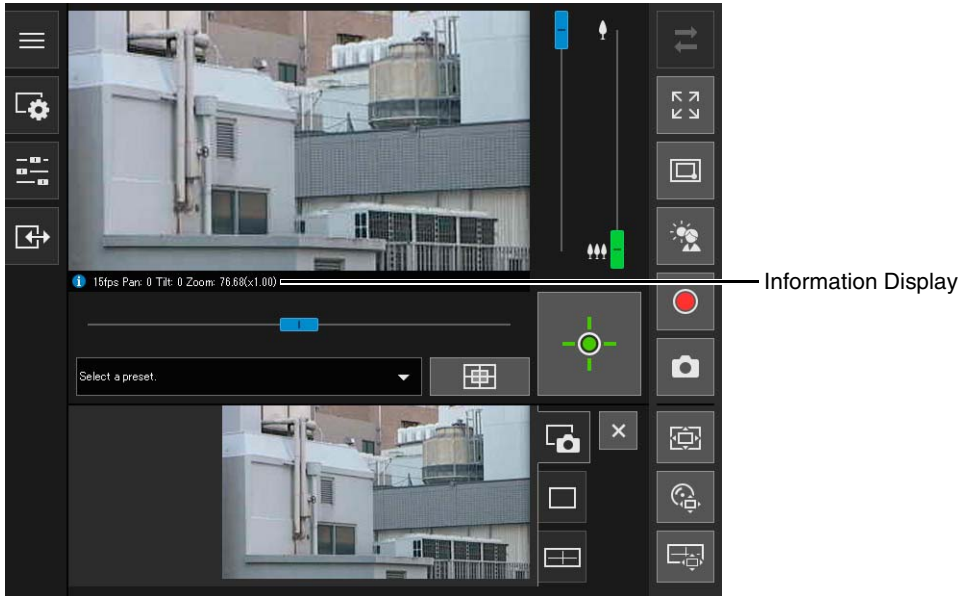 15fps Pan: 0 Tilt: 0 Zoom: 76.68(x1.00)
Information Display
Select a preset.